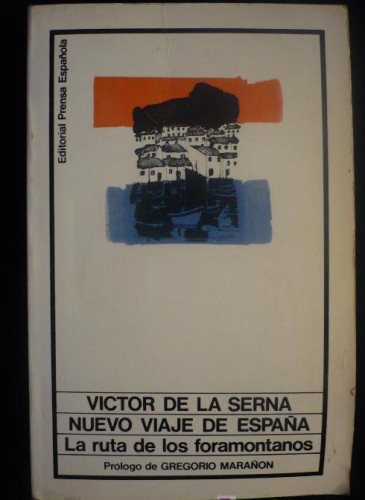 Editorial Prensa Española
VICTOR DE LA SERNA
NUEVO VIAJE DE ESPAÑA
La ruta de los foramontanos
Prólogo de GREGORIO MARAÑON